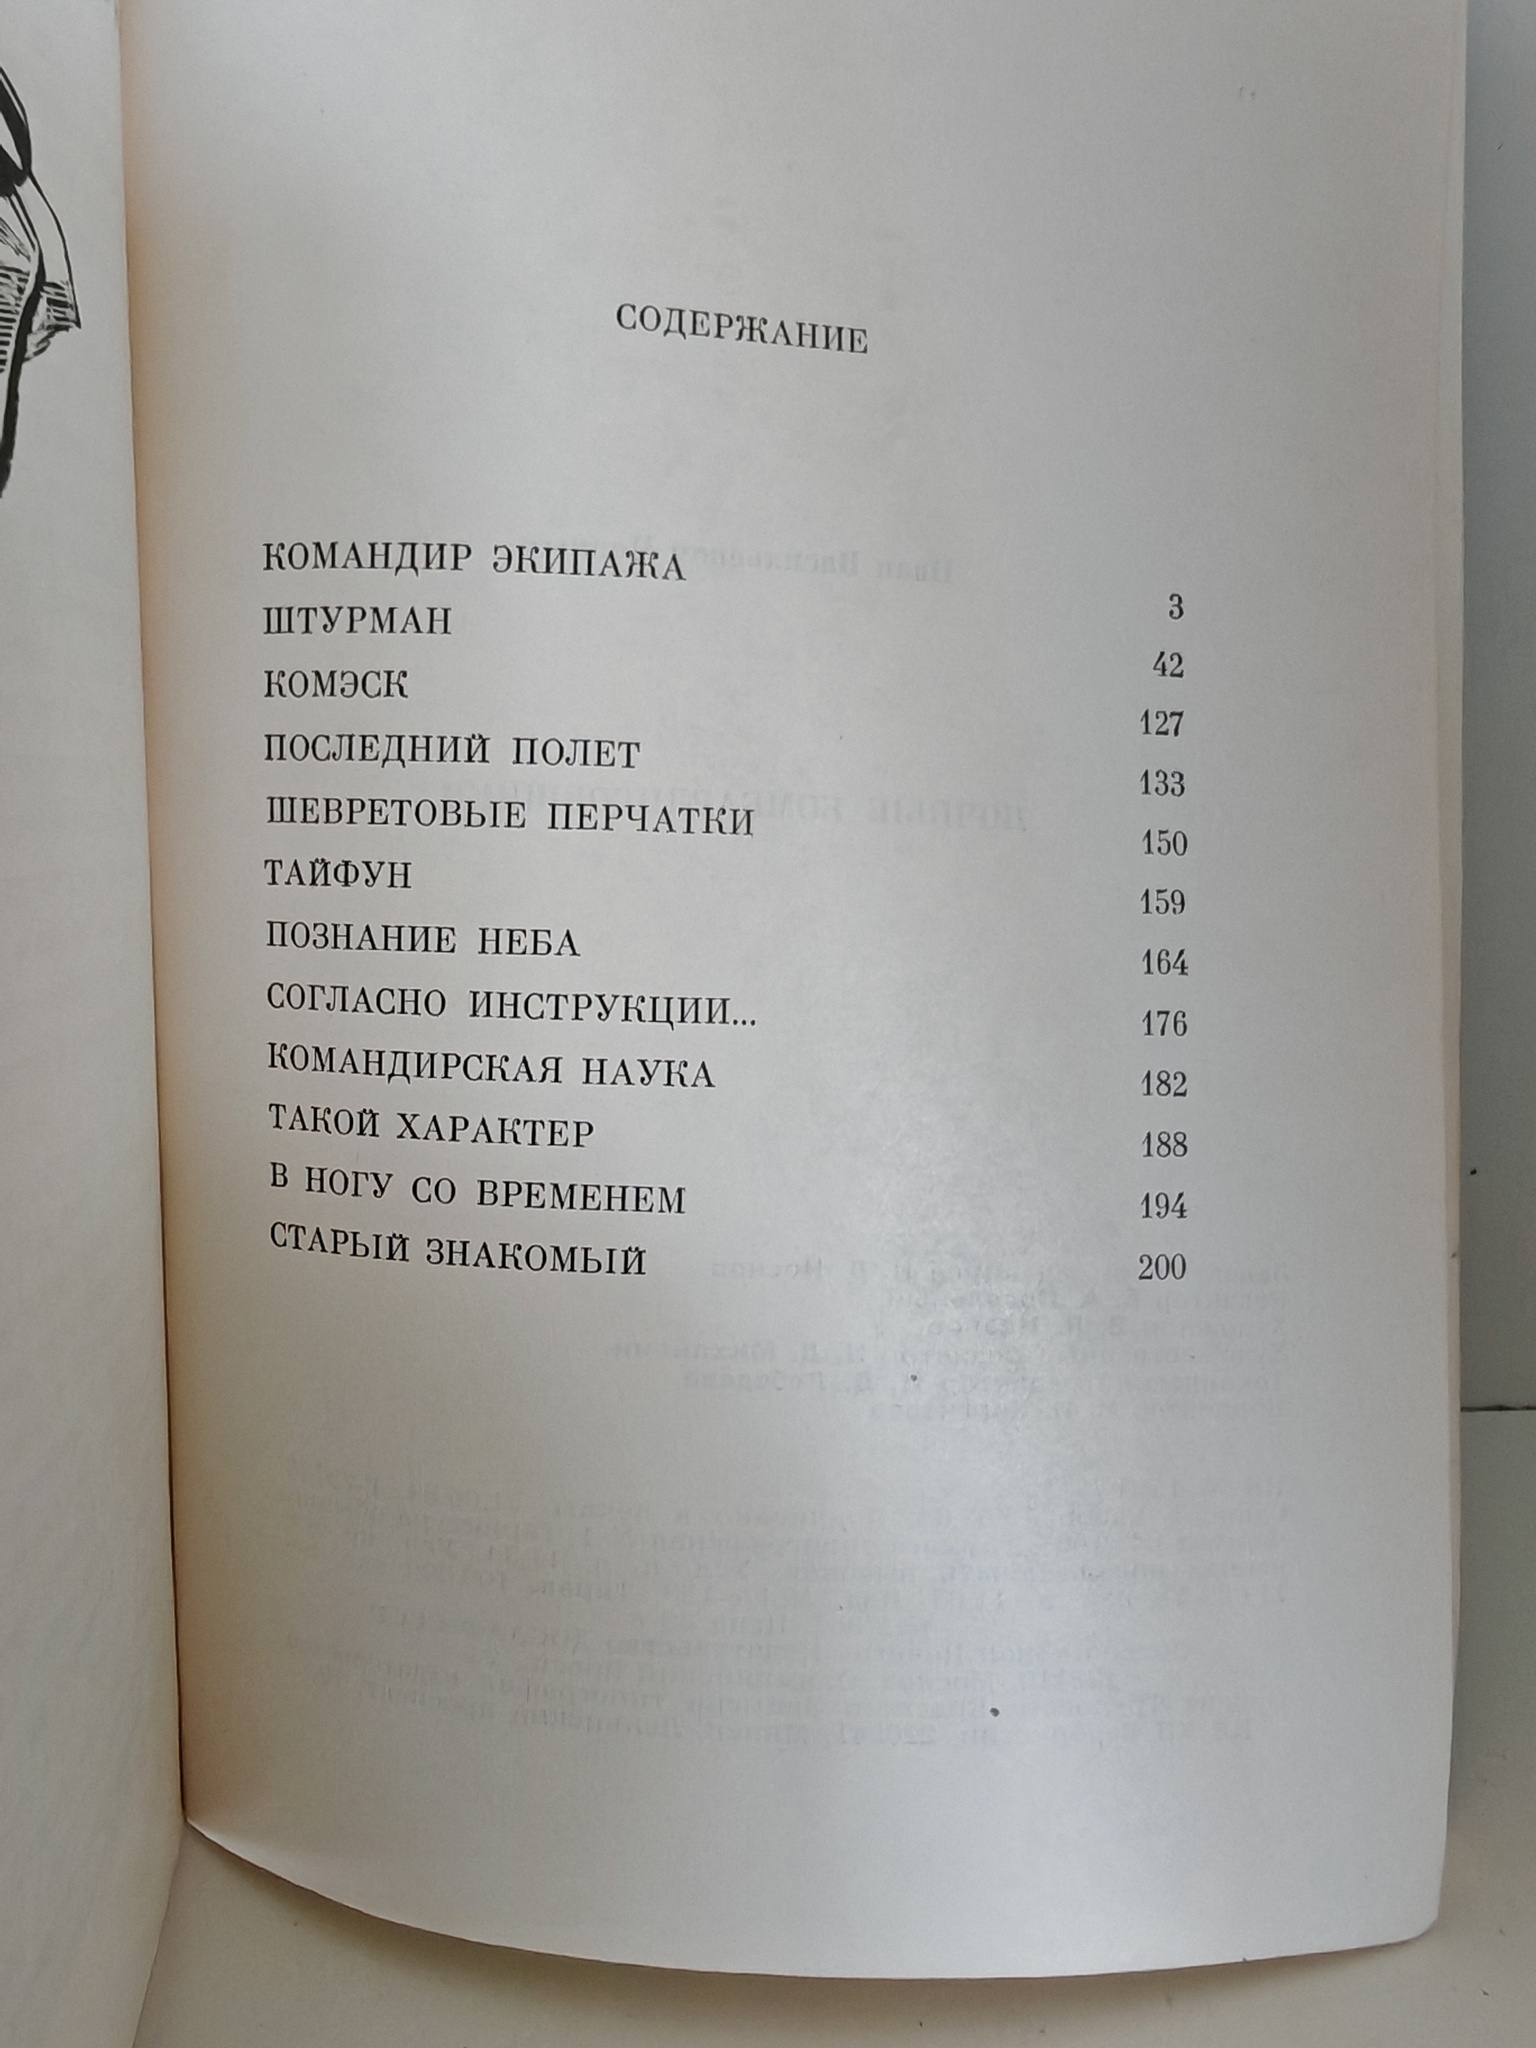 СОДЕРЖАНИЕ
КОМАНДИР ЭКИПАЖА 3
ШТУРМАН 42
КОМЭСК 127
ПОСЛЕДНИЙ ПОЛЕТ 133
ШЕВРЕТОВЫЕ ПЕРЧАТКИ 150
ТАЙФУН 159
ПОЗНАНИЕ НЕБА 164
СОГЛАСНО ИНСТРУКЦИИ... 176
КОМАНДИРСКАЯ НАУКА 182
ТАКОЙ ХАРАКТЕР 188
В НОГУ СО ВРЕМЕНЕМ 194
СТАРЫЙ ЗНАКОМЫЙ 200